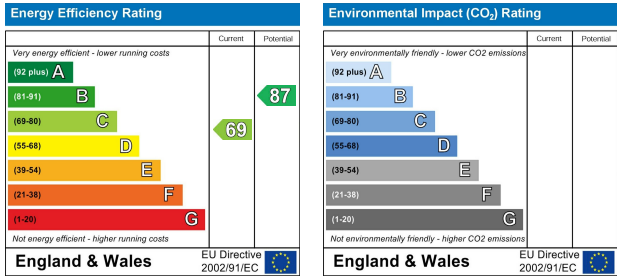 Energy Efficiency Rating
Current Potential
Very energy efficient - lower running costs
(92 plus) A
(81-91) B
87
(69-80) C
69
(55-68) D
(39-54) E
(21-38) F
(1-20) G
Not energy efficient - higher running costs
England & Wales
EU Directive
2002/91/EC
Environmental Impact (CO₂) Rating
Current Potential
Very environmentally friendly - lower CO2 emissions
(92 plus) A
(81-91) B
(69-80) C
(55-68) D
(39-54) E
(21-38) F
(1-20) G
Not environmentally friendly - higher CO2 emissions
England & Wales
EU Directive
2002/91/EC